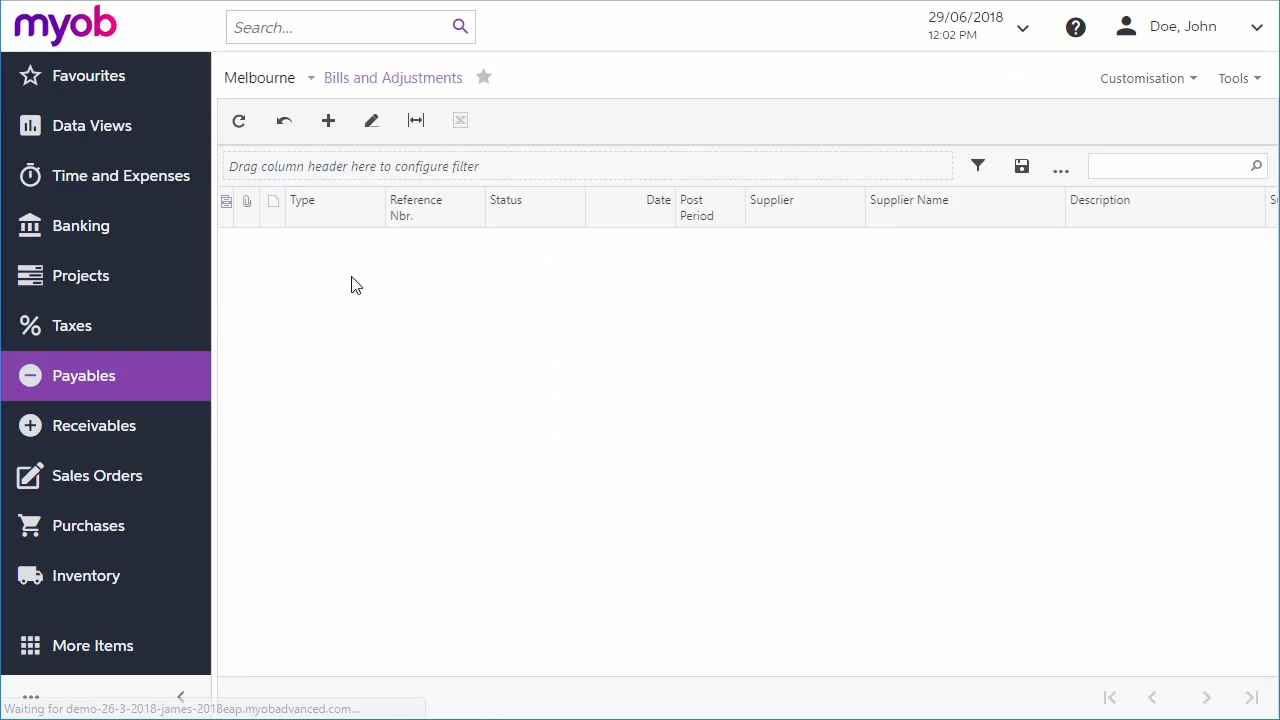 myob
Search...
29/06/2018
12:02 PM
Doe, John
Favourites
Data Views
Time and Expenses
Banking
Projects
Taxes
Payables
Receivables
Sales Orders
Purchases
Inventory
More Items
Melbourne
Bills and Adjustments
Customisation
Tools
Drag column header here to configure filter
...
Type
Reference
Nbr.
Status
Date
Post
Period
Supplier
Supplier Name
Description
Waiting for demo-26-3-2018-james-2018eap.myobadvanced.com...